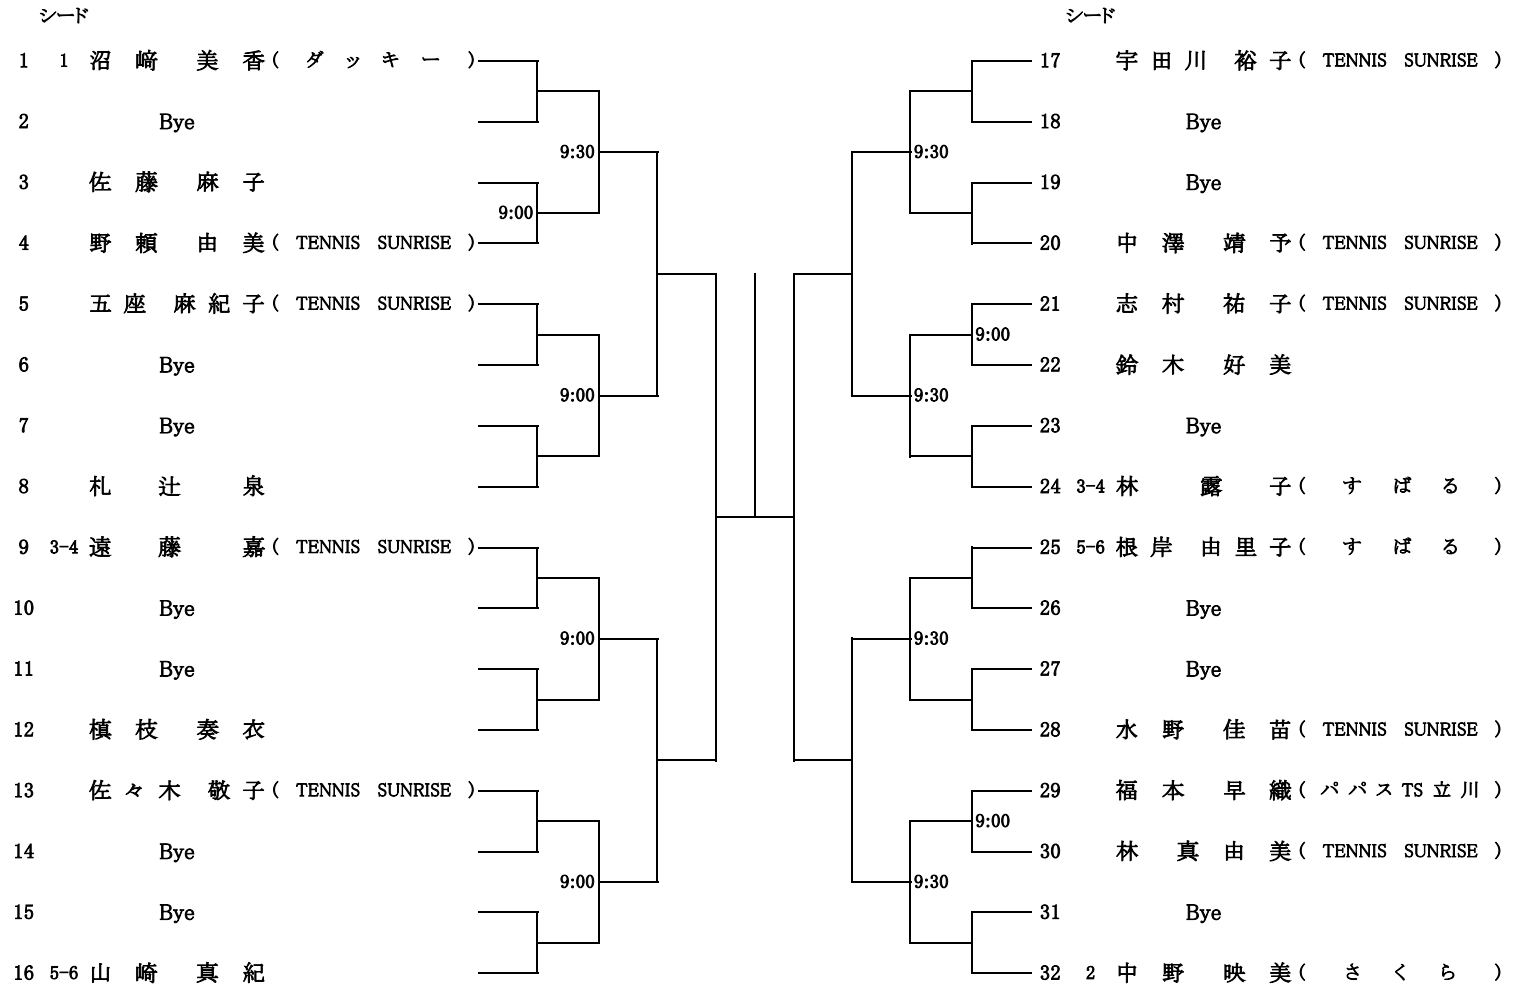 シード
1 1 沼﨑 美香( ダッキー )
2 Bye
9:30
3 佐藤 麻子
9:00
4 野頼 由美( TENNIS SUNRISE )
5 五座 麻紀子( TENNIS SUNRISE )
6 Bye
9:00
7 Bye
8 札辻 泉
9 3-4 遠藤 嘉( TENNIS SUNRISE )
10 Bye
9:00
11 Bye
12 槙枝 奏衣
13 佐々木 敬子( TENNIS SUNRISE )
14 Bye
9:00
15 Bye
16 5-6 山崎 真紀
シード
17 宇田川 裕子( TENNIS SUNRISE )
18 Bye
9:30
19 Bye
20 中澤 靖予( TENNIS SUNRISE )
21 志村 祐子( TENNIS SUNRISE )
9:00
22 鈴木 好美
9:30
23 Bye
24 3-4 林 露子( すばる )
25 5-6 根岸 由里子( すばる )
26 Bye
9:30
27 Bye
28 水野 佳苗( TENNIS SUNRISE )
29 福本 早織( パパスTS立川 )
9:00
30 林 真由美( TENNIS SUNRISE )
9:30
31 Bye
32 2 中野 映美( さくら )